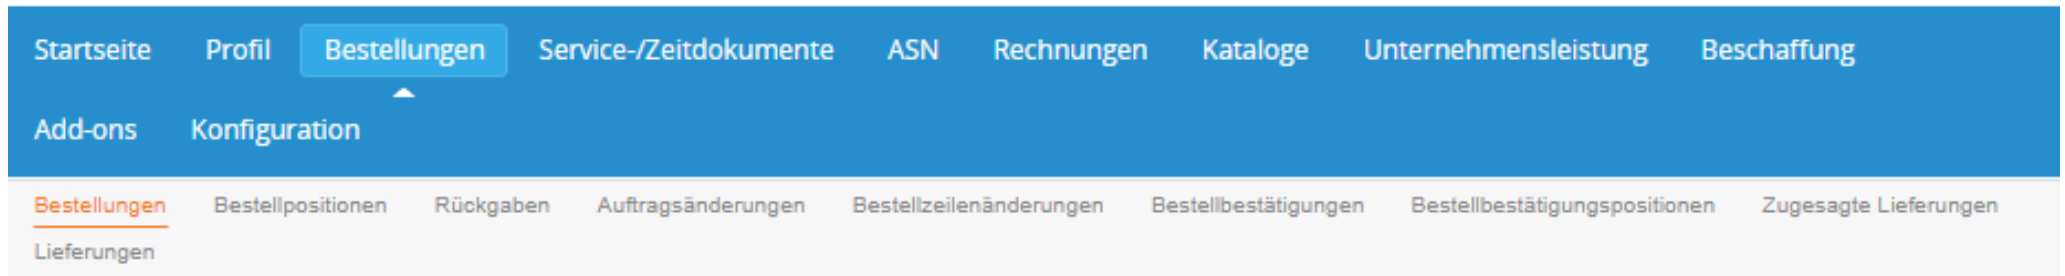 Startseite Profil Bestellungen Service-/Zeitdokumente ASN Rechnungen Kataloge Unternehmensleistung Beschaffung
Add-ons Konfiguration
Bestellungen Bestellpositionen Rückgaben Auftragsänderungen Bestellzeilenänderungen Bestellbestätigungen Bestellbestätigungspositionen Zugesagte Lieferungen
Lieferungen